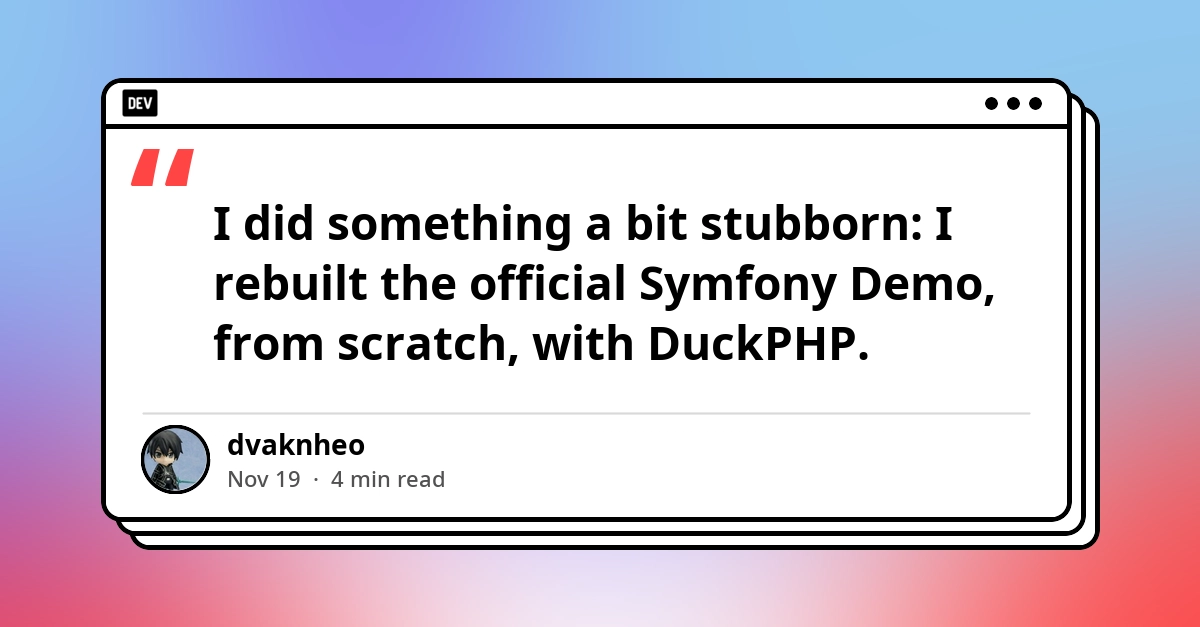 DEV
I did something a bit stubborn: I
rebuilt the official Symfony Demo,
from scratch, with DuckPHP.
dvaknheo
Nov 19 · 4 min read